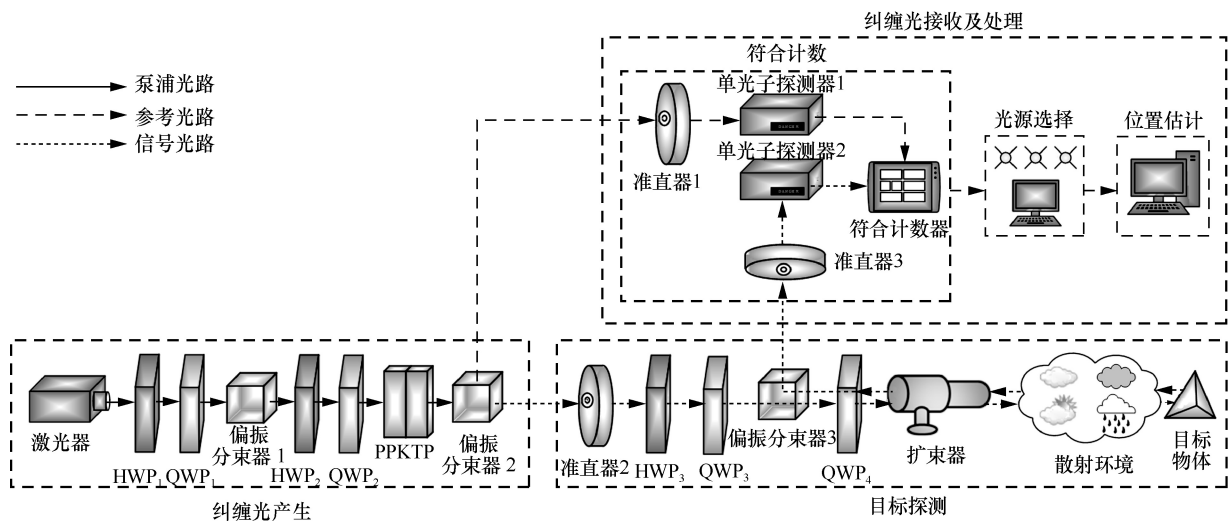 纠缠光接收及处理
符合计数
泵浦光路
参考光路
信号光路
单光子探测器1
单光子探测器2
准直器1
符合计数器
准直器3
光源选择
位置估计
激光器
HWP₁
QWP₁
偏振
分束器 1
HWP₂
QWP₂
PPKTP
偏振
分束器 2
纠缠光产生
准直器2
HWP₃
QWP₃
偏振分束器3
QWP₄
扩束器
散射环境
目标
物体
目标探测